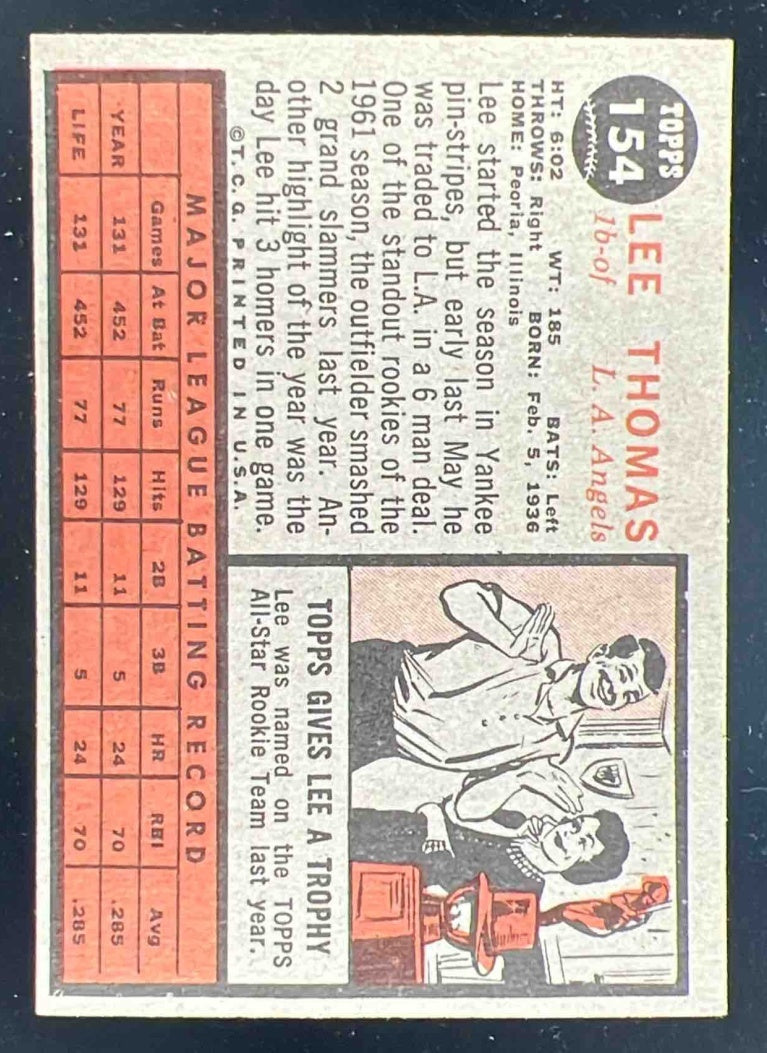 TOPPS
154
LEE THOMAS
1b-of L. A. Angels
HT: 6:02 WT: 185 BATS: Left
THROWS: Right BORN: Feb. 5, 1936
HOME: Peoria, Illinois
Lee started the season in Yankee
pin-stripes, but early last May he
was traded to L.A. in a 6 man deal.
One of the standout rookies of the
1961 season, the outfielder smashed
2 grand slammers last year. An-
other highlight of the year was the
day Lee hit 3 homers in one game.
©T.C.G. PRINTED IN U.S.A.
TOPPS GIVES LEE A TROPHY
Lee was named on the TOPPS
All-Star Rookie Team last year.
MAJOR LEAGUE BATTING RECORD
Games At Bat Runs Hits 2B 3B HR RBI Avg
YEAR 131 452 77 129 11 5 24 70 .285
LIFE 131 452 77 129 11 5 24 70 .285